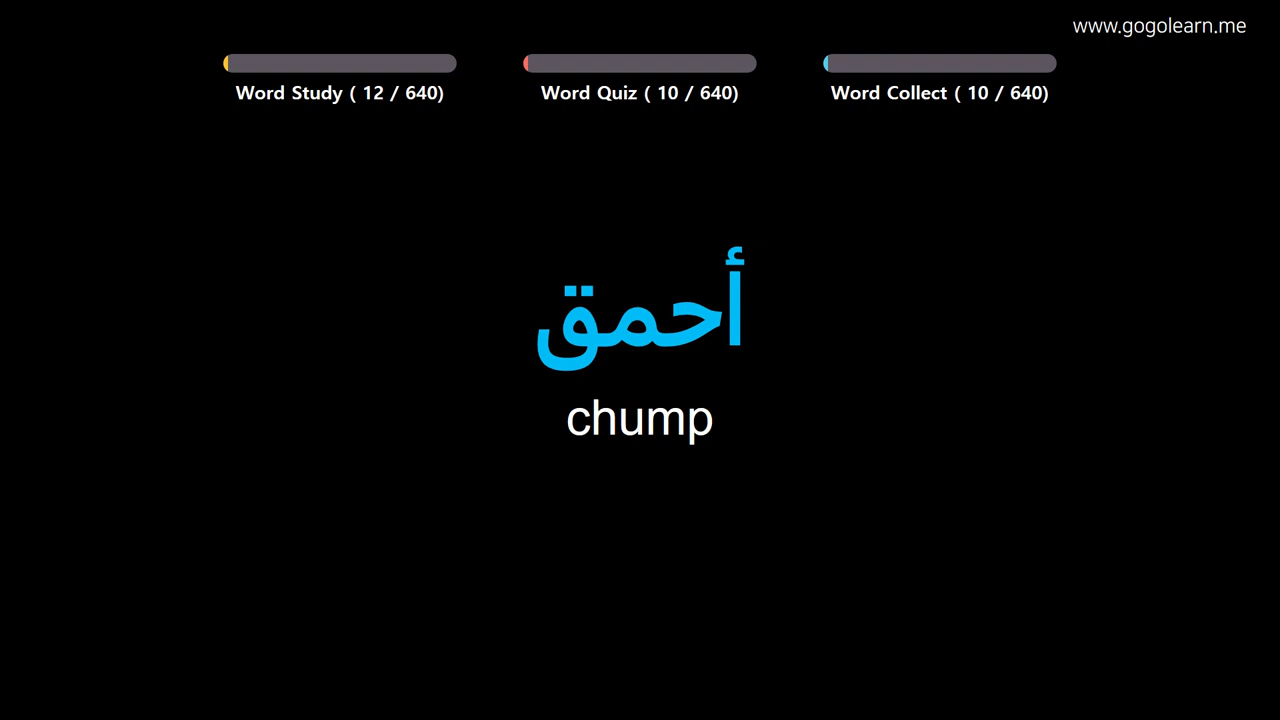 www.gogolearn.me
Word Study ( 12 / 640)
Word Quiz ( 10 / 640)
Word Collect ( 10 / 640)
أحمق
chump